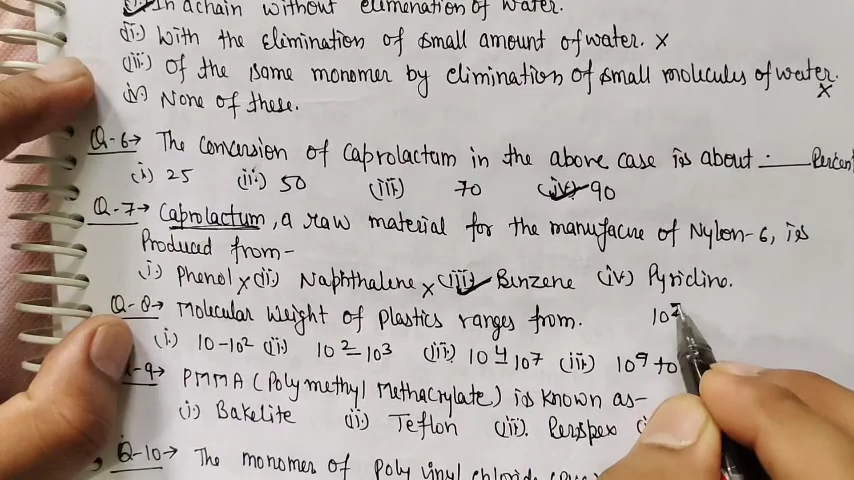 (i) In a chain without elimenation of water.
(ii.) With the elimination of small amount of water. x
(iii.) Of the same monomer by elimination of small molecules of water. x
(iv.) None of these.
Q-6→ The conversion of Caprolactum in the above case is about ____ Percent
(i.) 25 (ii.) 50 (iii.) 70 (iv.) 90
Q-7→ Caprolactum, a raw material for the manufacure of Nylon-6, is
Produced from-
(i.) Phenol x (ii.) Naphthalene x (iii.) Benzene (iv.) Pyridine.
Q-8→ Molecular Weight of Plastics ranges from. 10
(i.) 10-10² (ii.) 10²-10³ (iii.) 10⁴-10⁷ (iii.) 10⁹ to
-9→ PMMA (Polymethyl Methacrylate) is known as-
(i.) Bakelite (ii.) Teflon (iii). Perspex (i
Q-10→ The monomer of Poly vinyl chloride